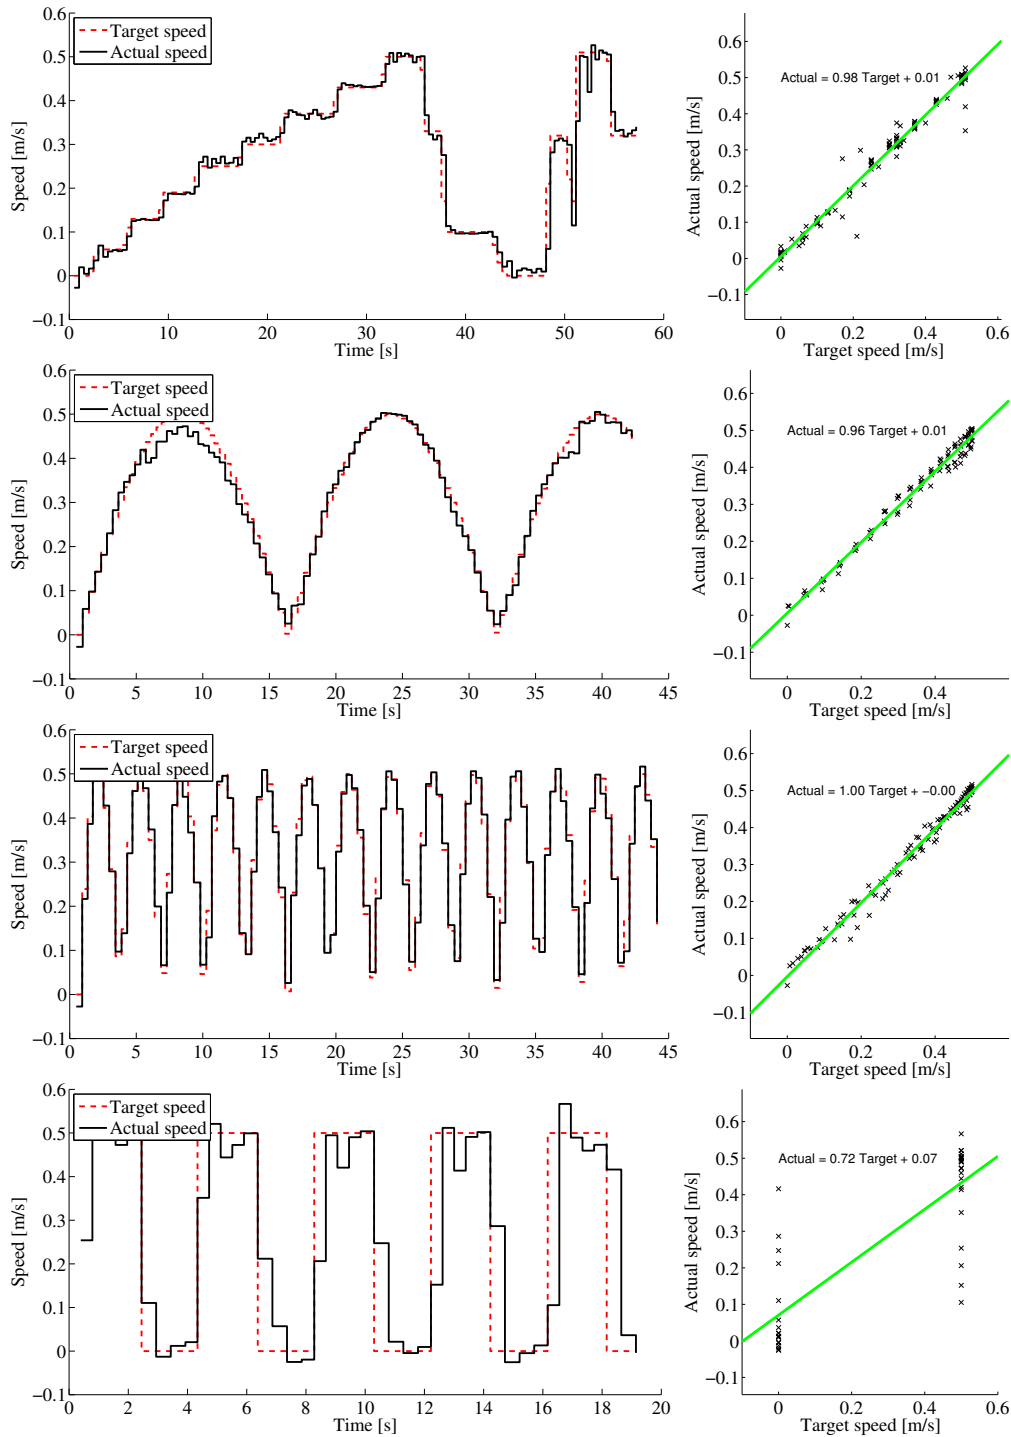 Speed [m/s]
0.6
0.5
0.4
0.3
0.2
0.1
0
−0.1
Target speed
Actual speed
0 10 20 30 40 50 60
Time [s]
Actual speed [m/s]
0.6
0.5
0.4
0.3
0.2
0.1
0
−0.1
Actual = 0.98 Target + 0.01
0 0.2 0.4 0.6
Target speed [m/s]
Speed [m/s]
0.6
0.5
0.4
0.3
0.2
0.1
0
−0.1
Target speed
Actual speed
0 5 10 15 20 25 30 35 40 45
Time [s]
Actual speed [m/s]
0.6
0.5
0.4
0.3
0.2
0.1
0
−0.1
Actual = 0.96 Target + 0.01
0 0.2 0.4
Target speed [m/s]
Speed [m/s]
0.6
0.5
0.4
0.3
0.2
0.1
0
−0.1
Target speed
Actual speed
0 5 10 15 20 25 30 35 40 45
Time [s]
Actual speed [m/s]
0.6
0.5
0.4
0.3
0.2
0.1
0
−0.1
Actual = 1.00 Target + −0.00
0 0.2 0.4
Target speed [m/s]
Speed [m/s]
0.6
0.5
0.4
0.3
0.2
0.1
0
−0.1
Target speed
Actual speed
0 2 4 6 8 10 12 14 16 18 20
Time [s]
Actual speed [m/s]
0.6
0.5
0.4
0.3
0.2
0.1
0
−0.1
Actual = 0.72 Target + 0.07
0 0.2 0.4 0.6
Target speed [m/s]